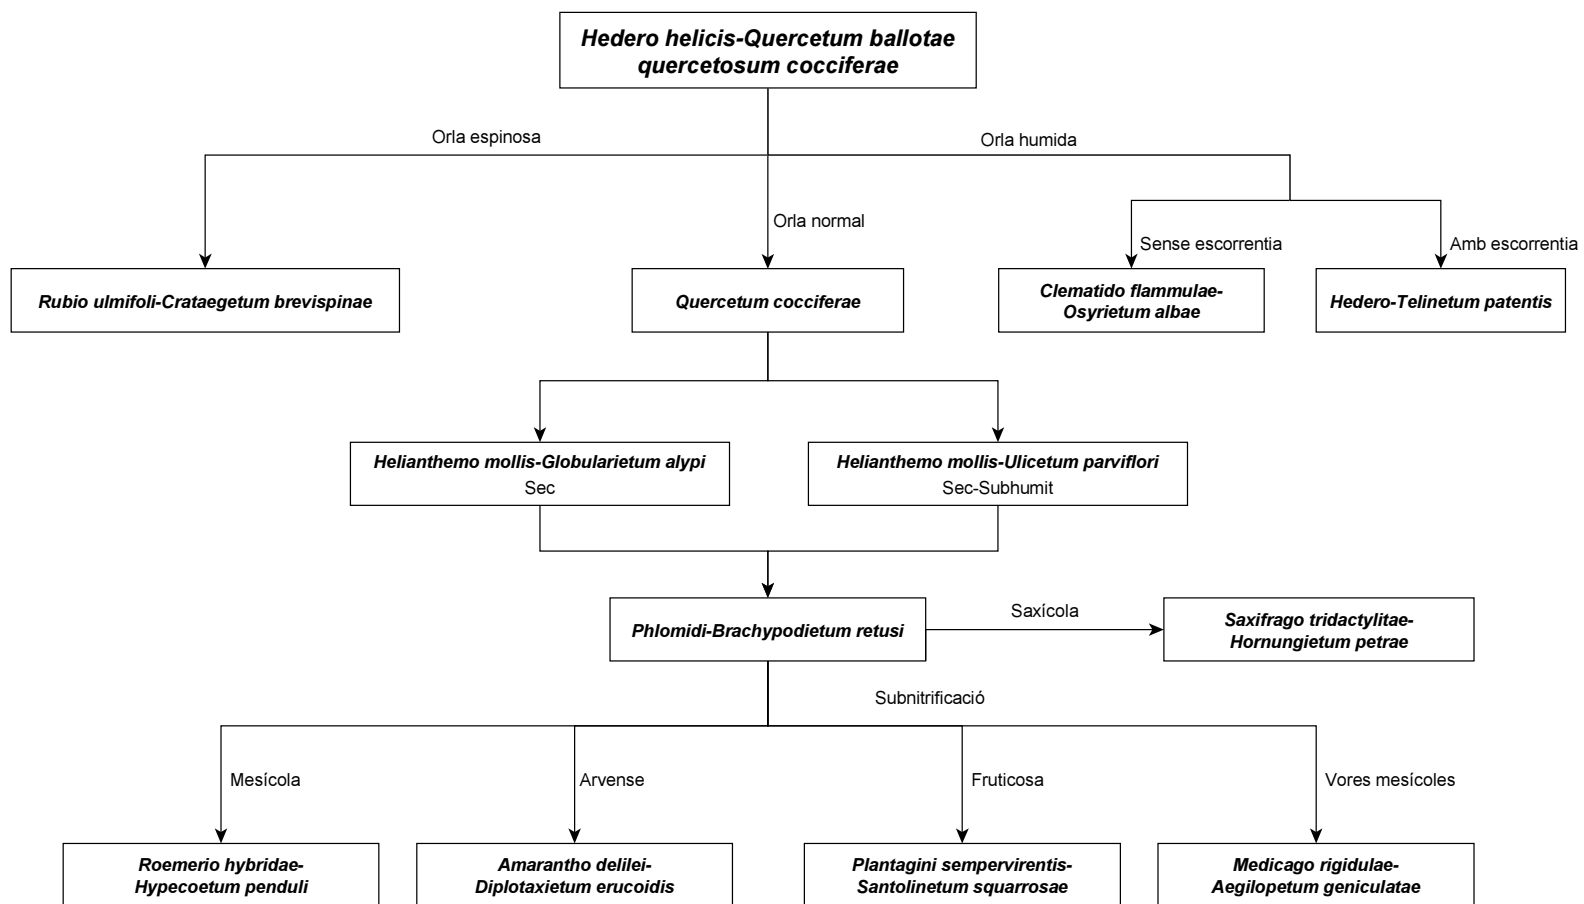 Hedero helicis-Quercetum ballotae
quercetosum cocciferae
Orla espinosa
Orla humida
Orla normal
Sense escorrentia
Amb escorrentia
Rubio ulmifoli-Crataegetum brevispinae
Quercetum cocciferae
Clematido flammulae-
Osyrietum albae
Hedero-Telinetum patentis
Helianthemo mollis-Globularietum alypi
Sec
Helianthemo mollis-Ulicetum parviflori
Sec-Subhumit
Phlomidi-Brachypodietum retusi
Saxícola
Saxifrago tridactylitae-
Hornungietum petrae
Subnitrificació
Mesícola
Arvense
Fruticosa
Vores mesícoles
Roemerio hybridae-
Hypecoetum penduli
Amarantho delilei-
Diplotaxietum erucoidis
Plantagini sempervirentis-
Santolinetum squarrosae
Medicago rigidulae-
Aegilopetum geniculatae